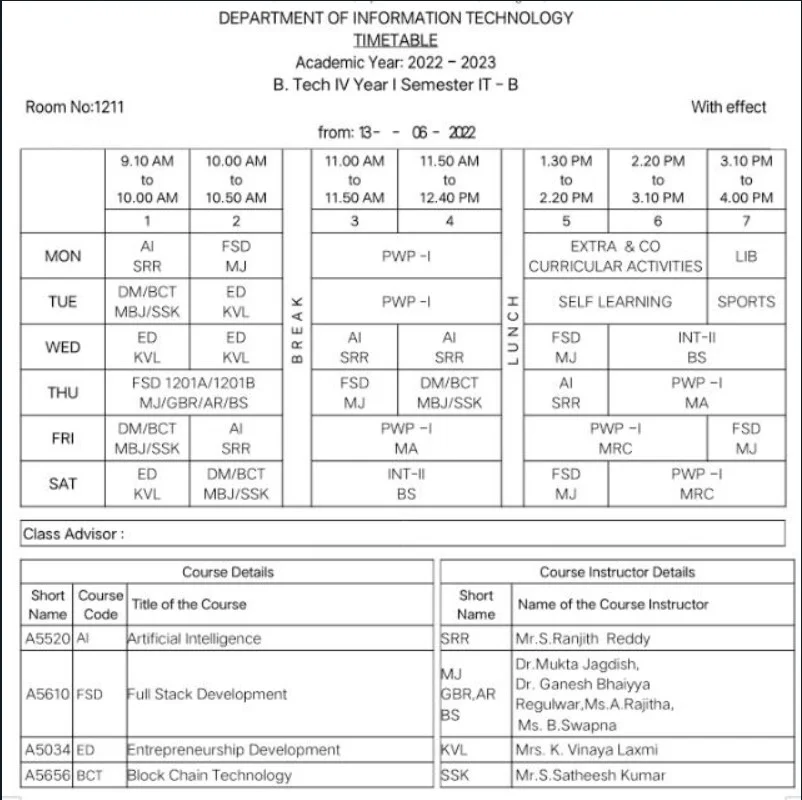 DEPARTMENT OF INFORMATION TECHNOLOGY
TIMETABLE
Academic Year: 2022 – 2023
B. Tech IV Year I Semester IT - B
Room No:1211 With effect
from: 13- - 06 - 2022
9.10 AM to 10.00 AM 10.00 AM to 10.50 AM BREAK 11.00 AM to 11.50 AM 11.50 AM to 12.40 PM LUNCH 1.30 PM to 2.20 PM 2.20 PM to 3.10 PM 3.10 PM to 4.00 PM
1 2 3 4 5 6 7
MON AI SRR FSD MJ PWP -I EXTRA & CO CURRICULAR ACTIVITIES LIB
TUE DM/BCT MBJ/SSK ED KVL PWP -I SELF LEARNING SPORTS
WED ED KVL ED KVL AI SRR AI SRR FSD MJ INT-II BS
THU FSD 1201A/1201B MJ/GBR/AR/BS FSD MJ DM/BCT MBJ/SSK AI SRR PWP -I MA
FRI DM/BCT MBJ/SSK AI SRR PWP -I MA PWP -I MRC FSD MJ
SAT ED KVL DM/BCT MBJ/SSK INT-II BS FSD MJ PWP -I MRC
Class Advisor :
Course Details Course Instructor Details
Short Name Course Code Title of the Course Short Name Name of the Course Instructor
A5520 AI Artificial Intelligence SRR Mr.S.Ranjith Reddy
A5610 FSD Full Stack Development MJ GBR,AR BS Dr.Mukta Jagdish, Dr. Ganesh Bhaiyya Regulwar,Ms.A.Rajitha, Ms. B.Swapna
A5034 ED Entrepreneurship Development KVL Mrs. K. Vinaya Laxmi
A5656 BCT Block Chain Technology SSK Mr.S.Satheesh Kumar